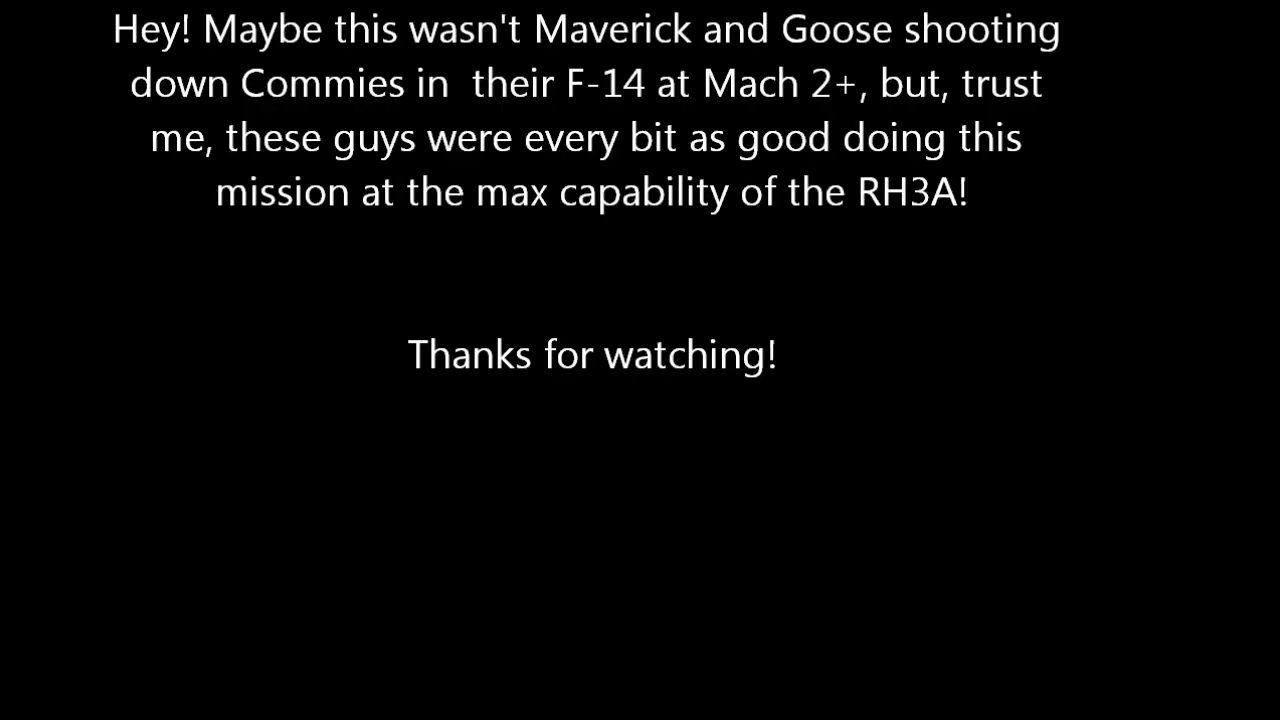 Hey! Maybe this wasn't Maverick and Goose shooting
down Commies in  their F-14 at Mach 2+, but, trust
me, these guys were every bit as good doing this
mission at the max capability of the RH3A!
Thanks for watching!